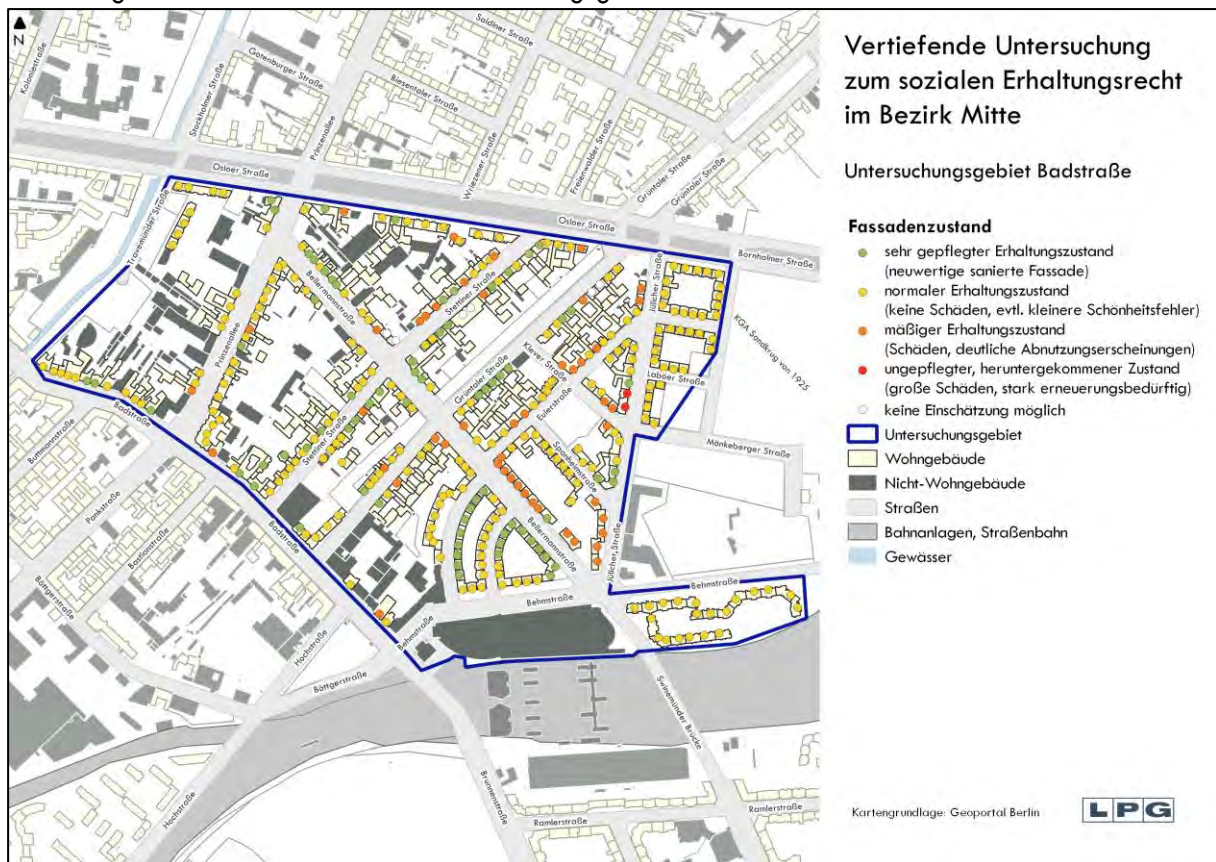 N
Vertiefende Untersuchung
zum sozialen Erhaltungsrecht
im Bezirk Mitte
Untersuchungsgebiet Badstraße
Fassadenzustand
sehr gepflegter Erhaltungszustand
(neuwertige sanierte Fassade)
normaler Erhaltungszustand
(keine Schäden, evtl. kleinere Schönheitsfehler)
mäßiger Erhaltungszustand
(Schäden, deutliche Abnutzungserscheinungen)
ungepflegter, heruntergekommener Zustand
(große Schäden, stark erneuerungsbedürftig)
keine Einschätzung möglich
Untersuchungsgebiet
Wohngebäude
Nicht-Wohngebäude
Straßen
Bahnanlagen, Straßenbahn
Gewässer
Kartengrundlage: Geoportal Berlin
LPG
Koloniestraße
Stockholmer Straße
Gotenburger Straße
Prinzenallee
Soldiner Straße
Biesentaler Straße
Wriezener Straße
Freienwalder Straße
Grüntaler Straße
Grüntaler Straße
Osloer Straße
Osloer Straße
Bornholmer Straße
Travemünder Straße
Bellermannstraße
Stettiner Straße
Jülicher Straße
KGA Sandkrug von 1925
Prinzenallee
Grüntaler Straße
Klever Straße
Eulerstraße
Laboer Straße
Mönkeberger Straße
Badstraße
Buttmannstraße
Stettiner Straße
Sponheimstraße
Pankstraße
Bastianstraße
Badstraße
Bellermannstraße
Jülicher Straße
Böttgerstraße
Behmstraße
Behmstraße
Behmstraße
Hochstraße
Böttgerstraße
Swinemünder Brücke
Hochstraße
Brunnenstraße
Ramlerstraße
Ramlerstraße